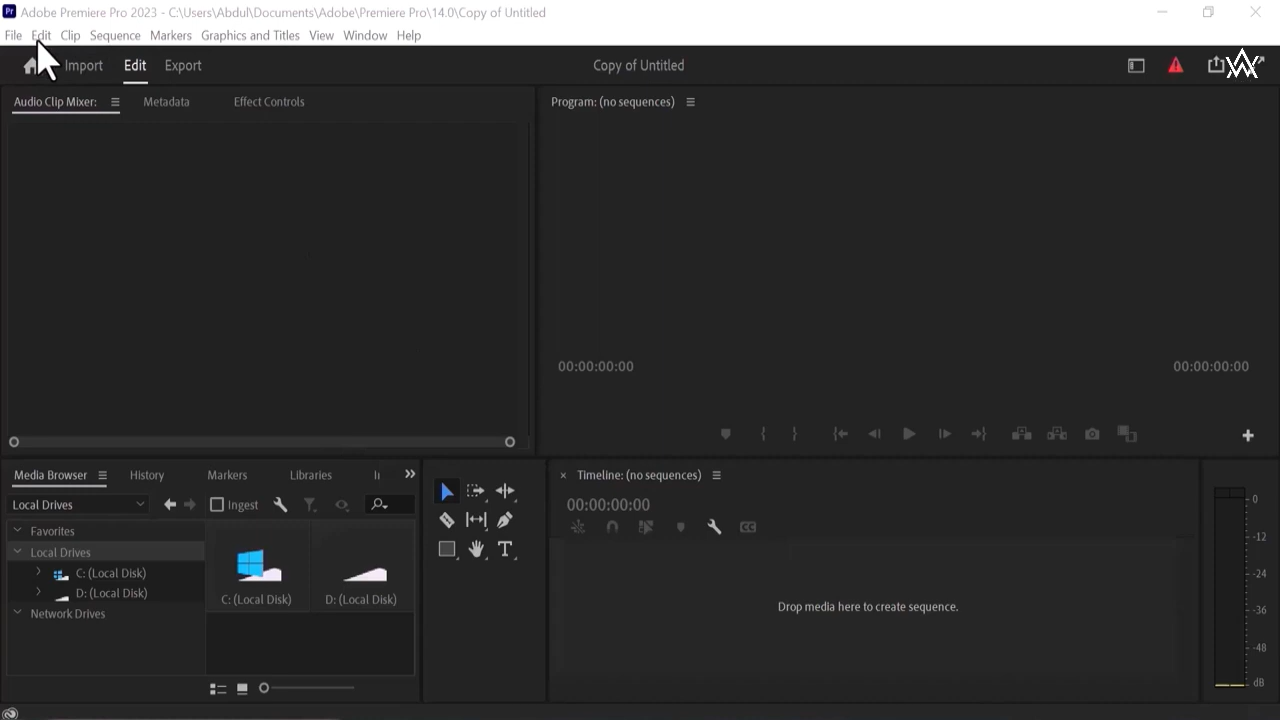 Pr Adobe Premiere Pro 2023 - C:\Users\Abdul\Documents\Adobe\Premiere Pro\14.0\Copy of Untitled
File Edit Clip Sequence Markers Graphics and Titles View Window Help
Import Edit Export Copy of Untitled
Audio Clip Mixer: Metadata Effect Controls
Program: (no sequences)
00:00:00:00 00:00:00:00
Media Browser History Markers Libraries
Timeline: (no sequences)
Local Drives Ingest
00:00:00:00
CC
Favorites
Local Drives
C: (Local Disk)
D: (Local Disk)
Network Drives
C: (Local Disk) D: (Local Disk)
Drop media here to create sequence.
0
-12
-24
-36
-48
dB